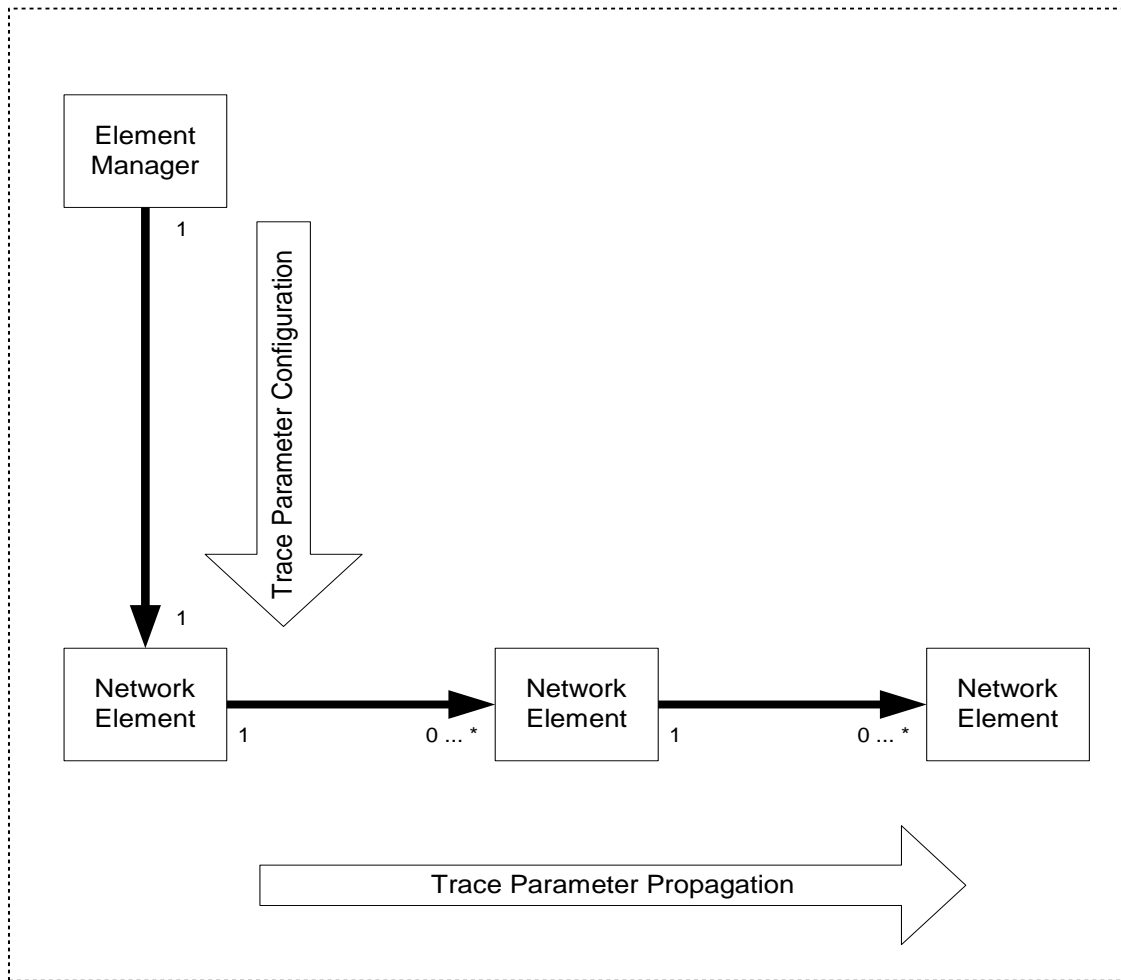 Element
Manager
1
Trace Parameter Configuration
1
Network
Element
Network
Element
Network
Element
1
0 ... *
1
0 ... *
Trace Parameter Propagation